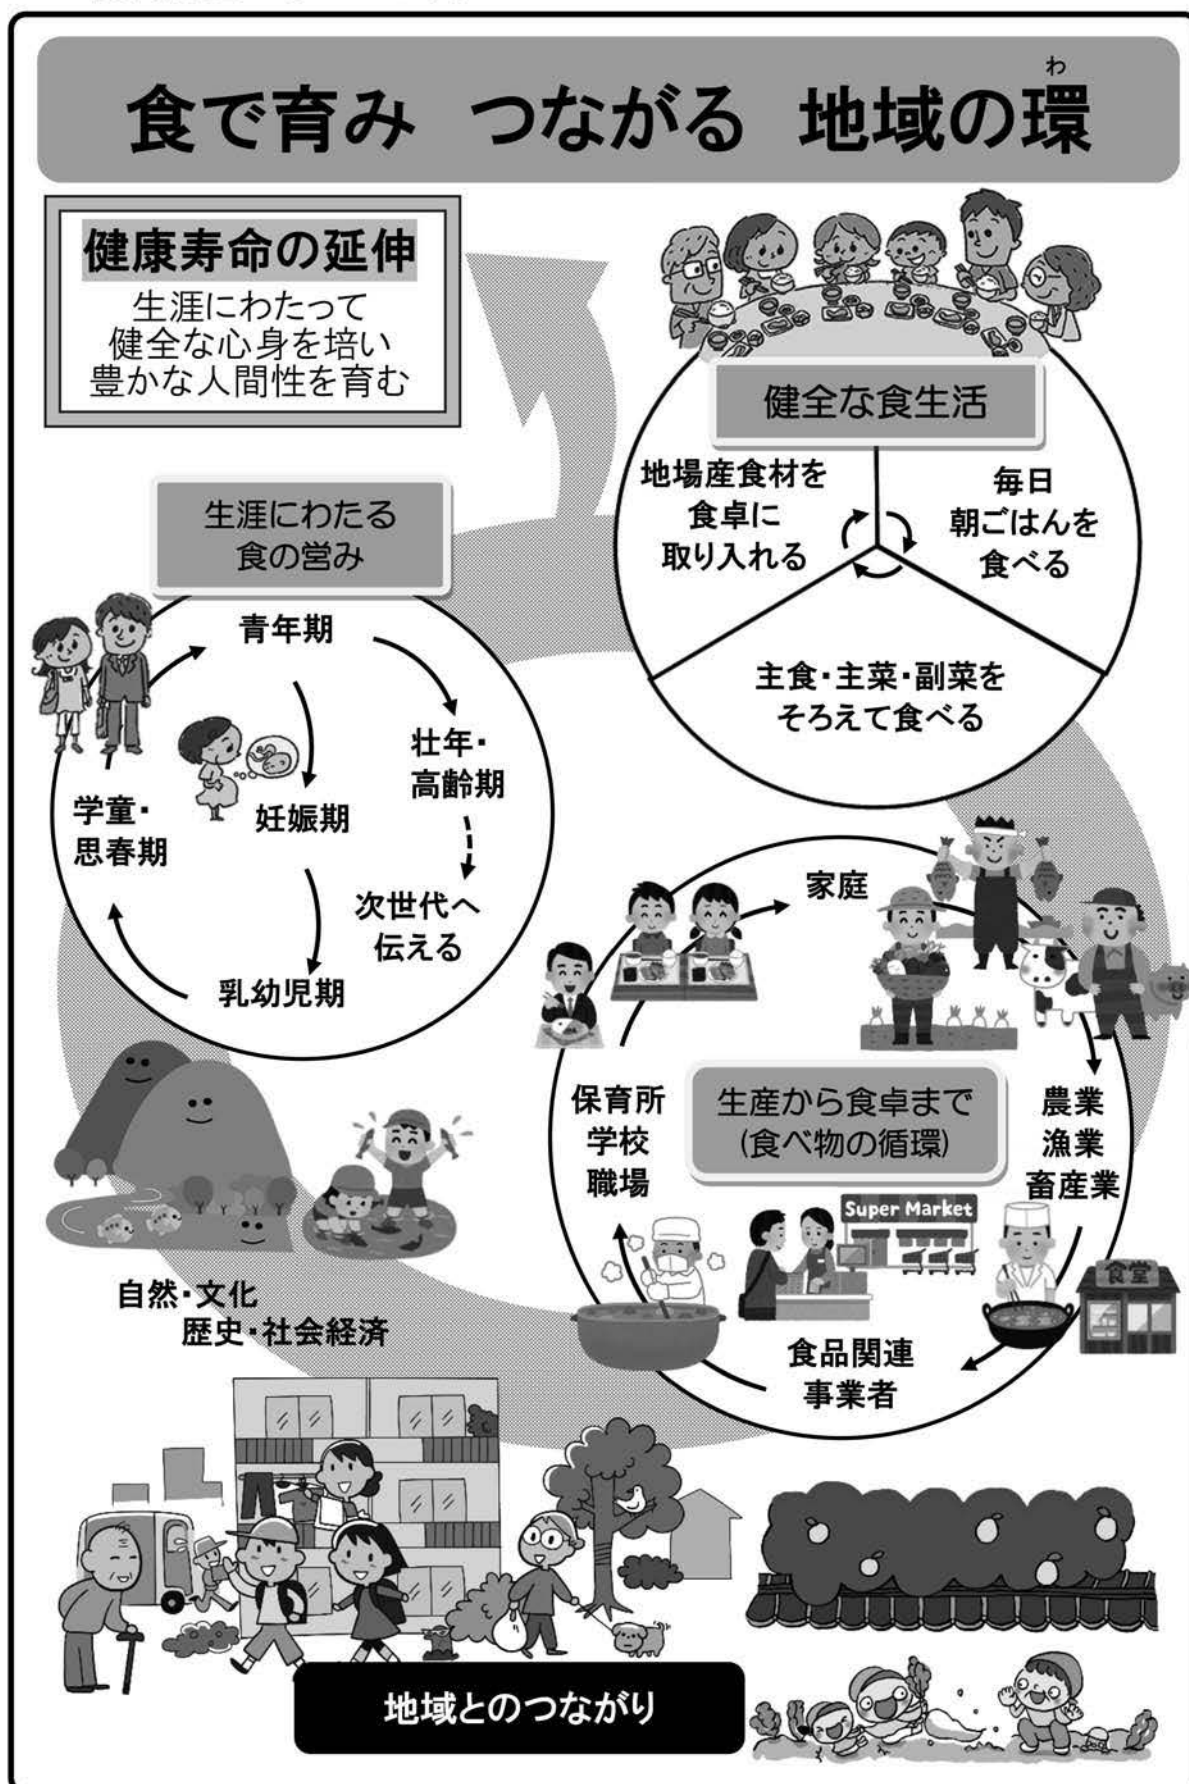 わ
食で育み つながる 地域の環
健康寿命の延伸
生涯にわたって
健全な心身を培い
豊かな人間性を育む
健全な食生活
地場産食材を
食卓に
取り入れる
毎日
朝ごはんを
食べる
主食・主菜・副菜を
そろえて食べる
生涯にわたる
食の営み
青年期
壮年・
高齢期
学童・
思春期
妊娠期
次世代へ
伝える
乳幼児期
家庭
保育所
学校
職場
生産から食卓まで
(食べ物の循環)
農業
漁業
畜産業
Super Market
食堂
食品関連
事業者
自然・文化
歴史・社会経済
地域とのつながり